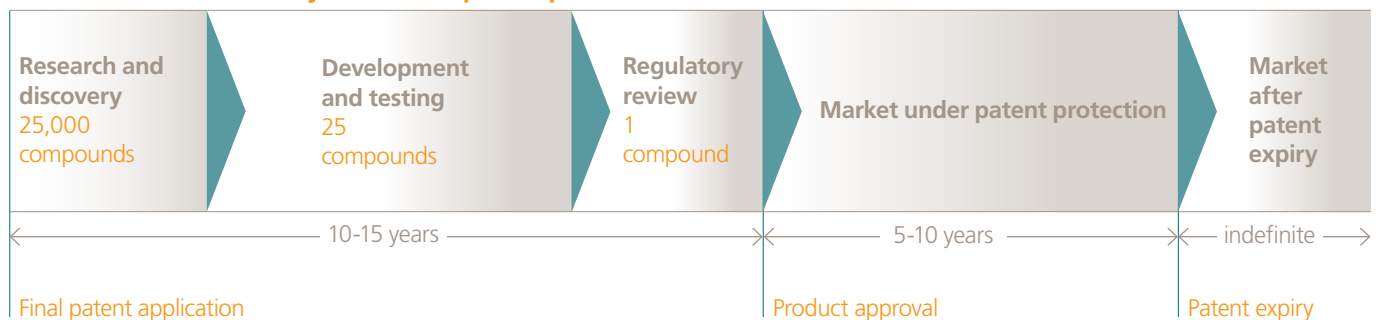 Research and
discovery
25,000
compounds
Development
and testing
25
compounds
Regulatory
review
1
compound
Market under patent protection
Market
after
patent
expiry
10-15 years
5-10 years
indefinite
Final patent application
Product approval
Patent expiry